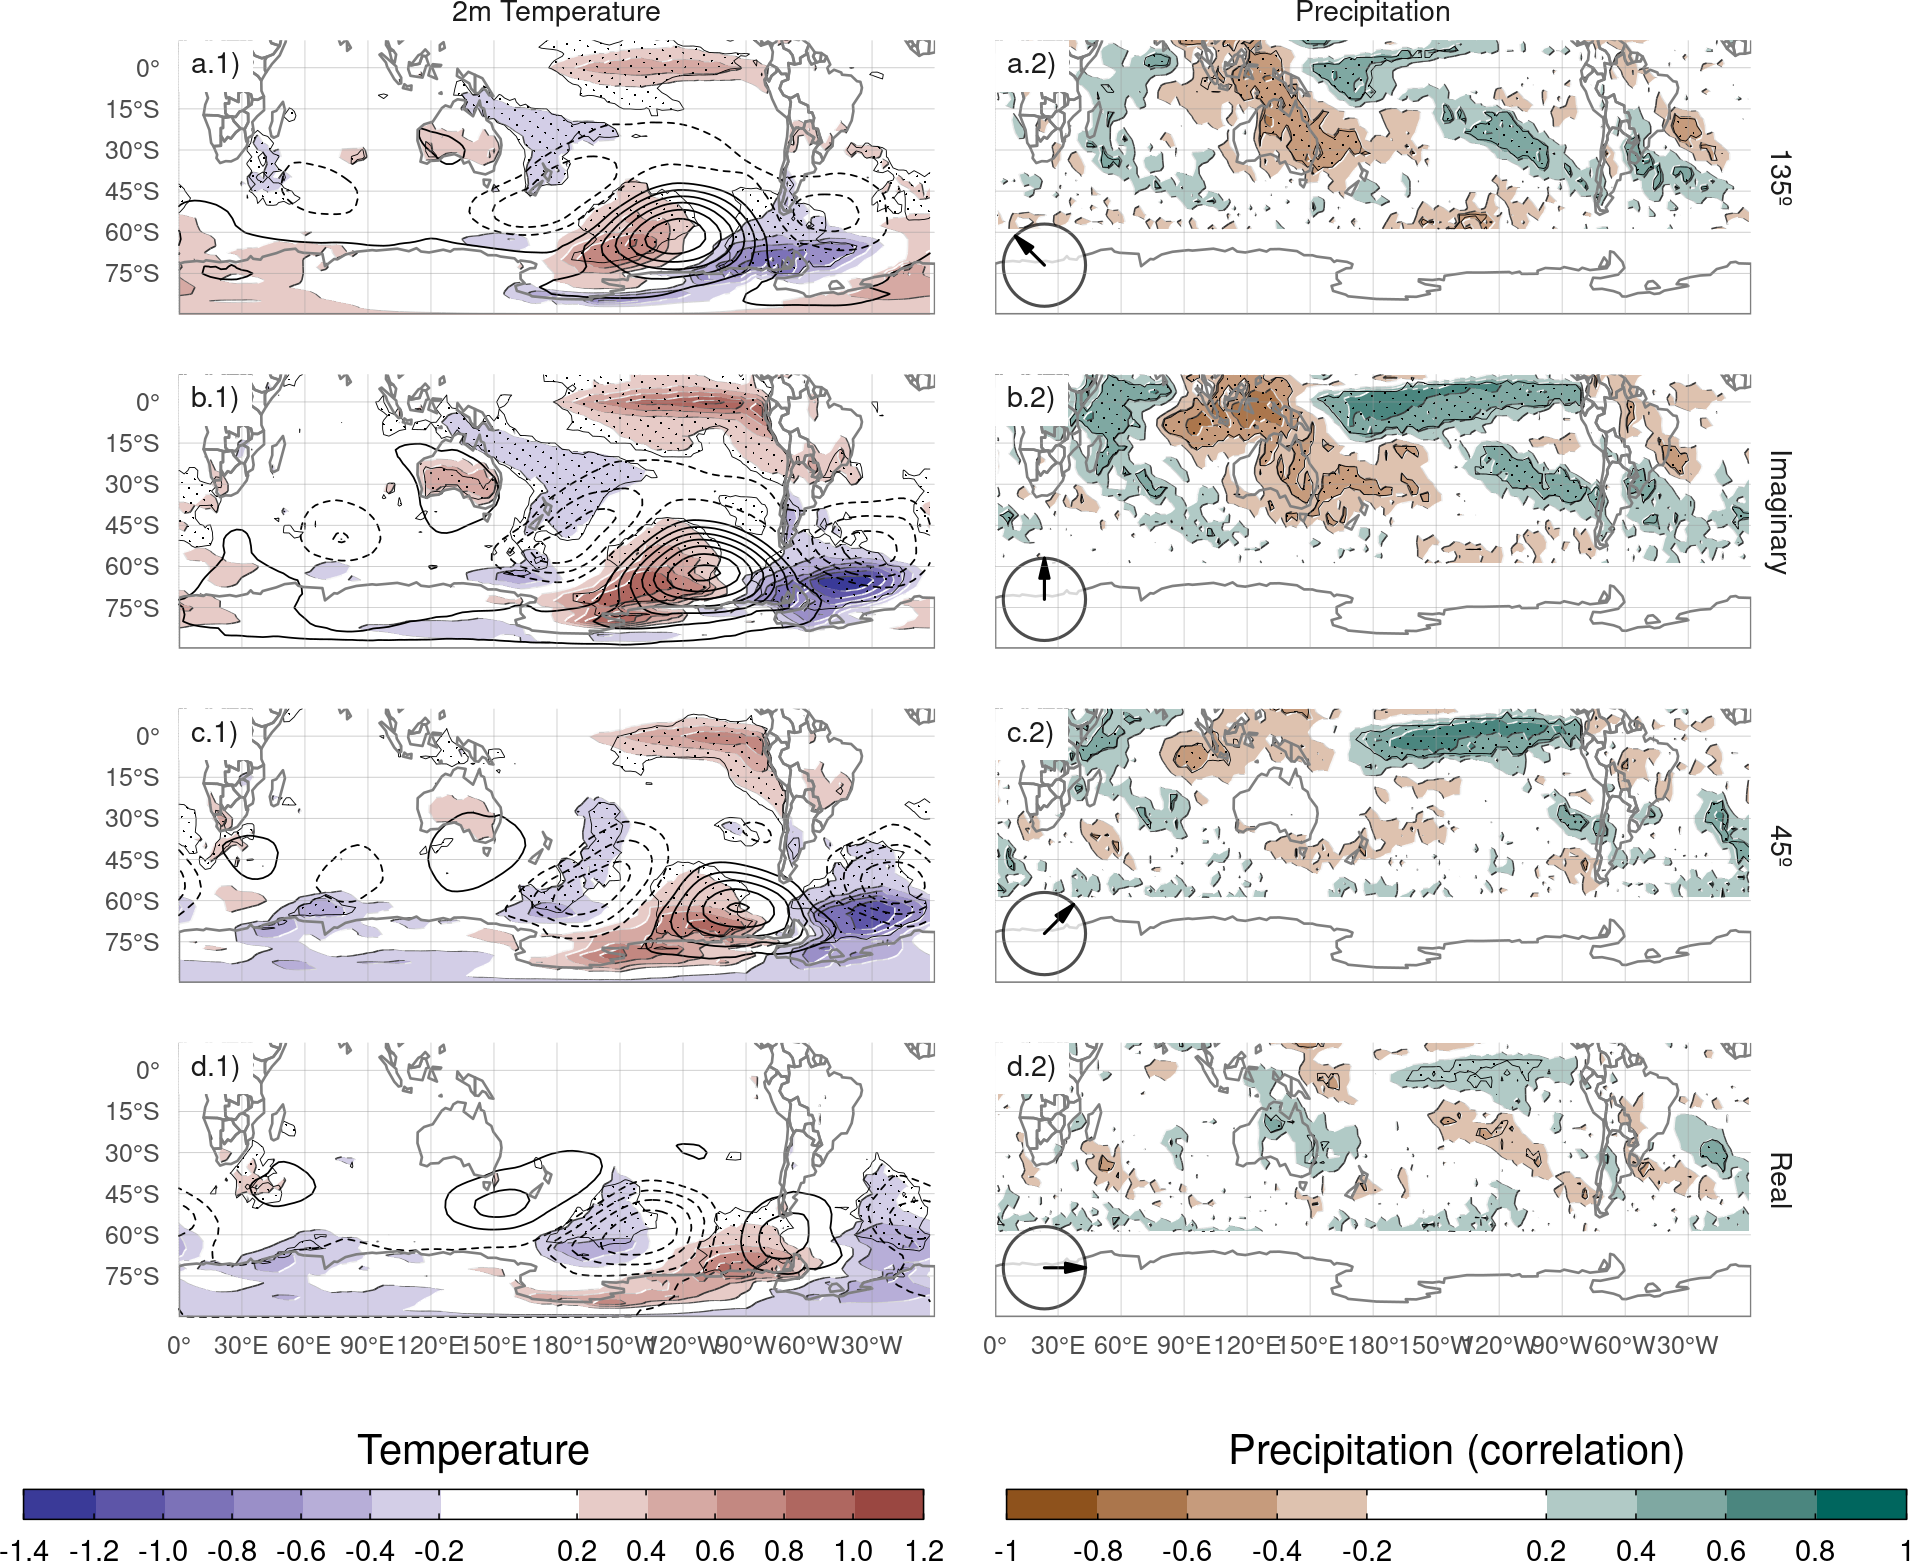 2m Temperature Precipitation
a.1) a.2)
0° 15°S 30°S 45°S 60°S 75°S
135º
b.1) b.2)
0° 15°S 30°S 45°S 60°S 75°S
Imaginary
c.1) c.2)
0° 15°S 30°S 45°S 60°S 75°S
45º
d.1) d.2)
0° 15°S 30°S 45°S 60°S 75°S
Real
0° 30°E 60°E 90°E 120°E 150°E 180° 150°W 120°W 90°W 60°W 30°W 0° 30°E 60°E 90°E 120°E 150°E 180° 150°W 120°W 90°W 60°W 30°W
Temperature Precipitation (correlation)
-1.4 -1.2 -1.0 -0.8 -0.6 -0.4 -0.2 0.2 0.4 0.6 0.8 1.0 1.2 -1 -0.8 -0.6 -0.4 -0.2 0.2 0.4 0.6 0.8 1